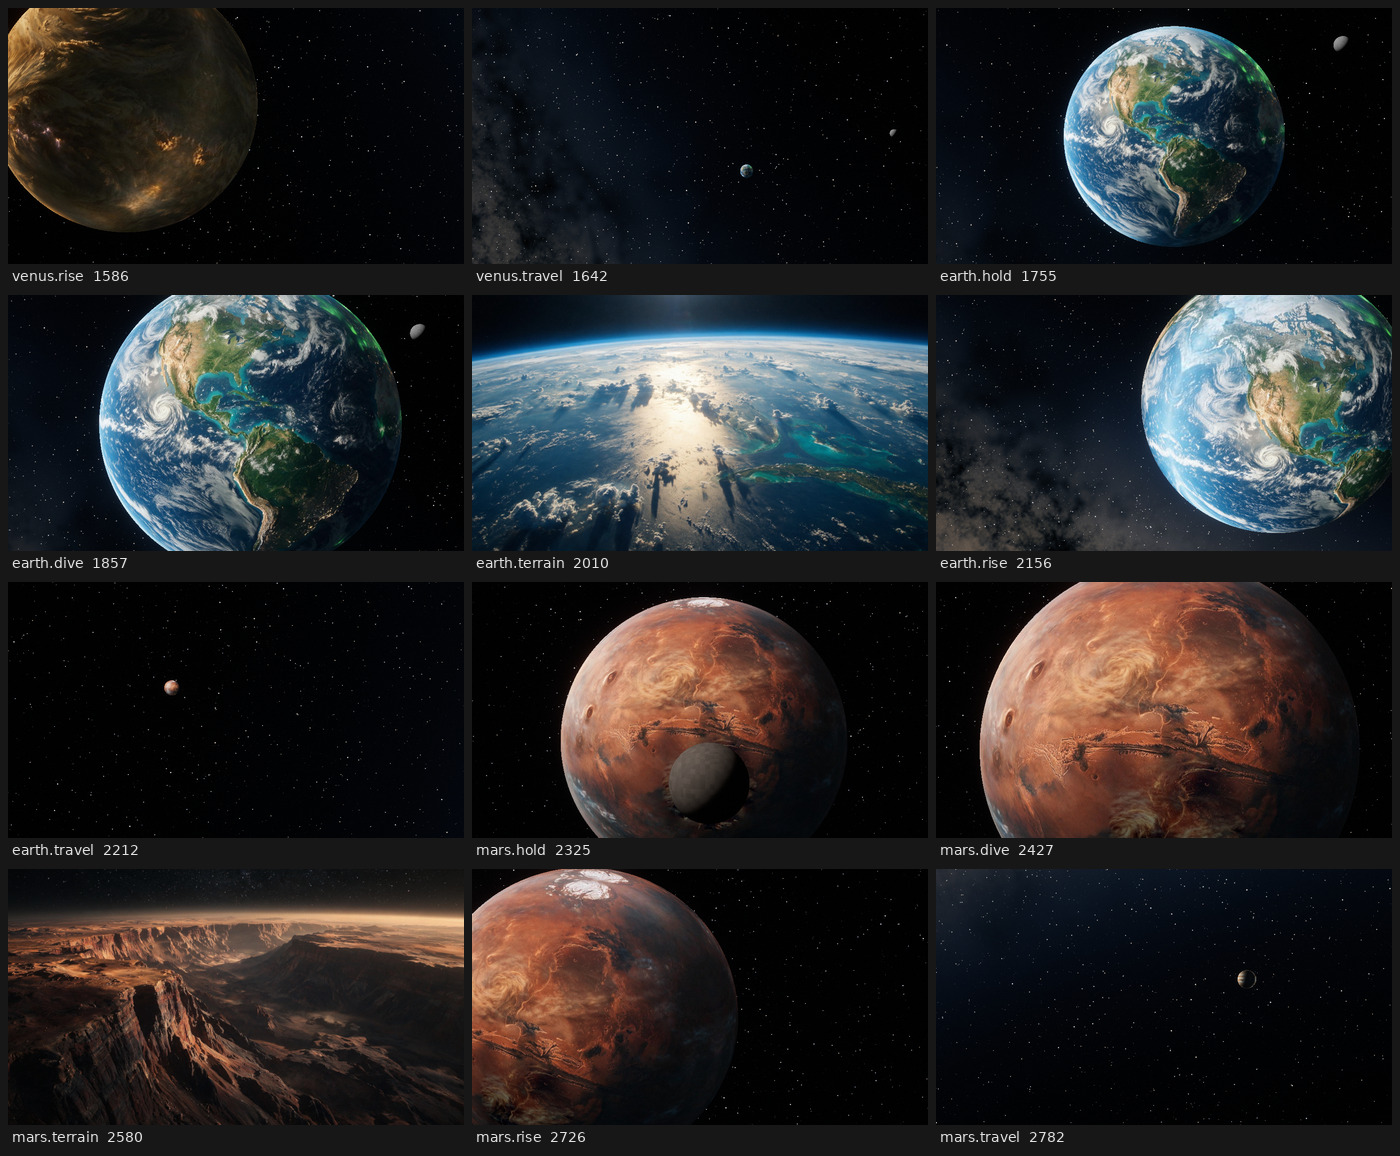 venus.rise 1586
venus.travel 1642
earth.hold 1755
earth.dive 1857
earth.terrain 2010
earth.rise 2156
earth.travel 2212
mars.hold 2325
mars.dive 2427
mars.terrain 2580
mars.rise 2726
mars.travel 2782